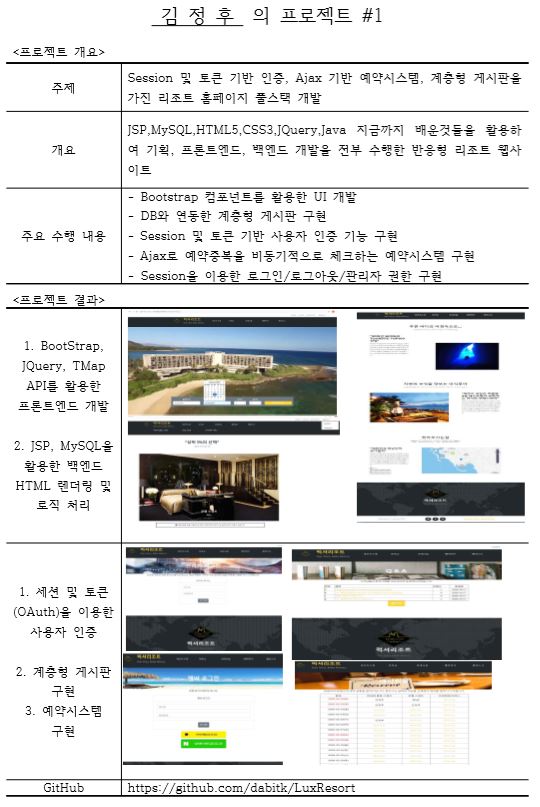 김 정 후 의 프로젝트 #1
<프로젝트 개요>
주제
Session 및 토큰 기반 인증, Ajax 기반 예약시스템, 계층형 게시판을
가진 리조트 홈페이지 풀스택 개발
개요
JSP,MySQL,HTML5,CSS3,JQuery,Java 지금까지 배운것들을 활용하
여 기획, 프론트엔드, 백엔드 개발을 전부 수행한 반응형 리조트 웹사
이트
주요 수행 내용
- Bootstrap 컴포넌트를 활용한 UI 개발
- DB와 연동한 계층형 게시판 구현
- Session 및 토큰 기반 사용자 인증 기능 구현
- Ajax로 예약중복을 비동기적으로 체크하는 예약시스템 구현
- Session을 이용한 로그인/로그아웃/관리자 권한 구현
<프로젝트 결과>
1. BootStrap,
JQuery, TMap
API를 활용한
프론트엔드 개발
2. JSP, MySQL을
활용한 백엔드
HTML 렌더링 및
로직 처리
1. 세션 및 토큰
(OAuth)을 이용한
사용자 인증
2. 계층형 게시판
구현
3. 예약시스템
구현
럭셔리조트
럭셔리조트
Q&A
럭셔리조트
럭셔리조트
멤버 로그인
GitHub
https://github.com/dabitk/LuxResort